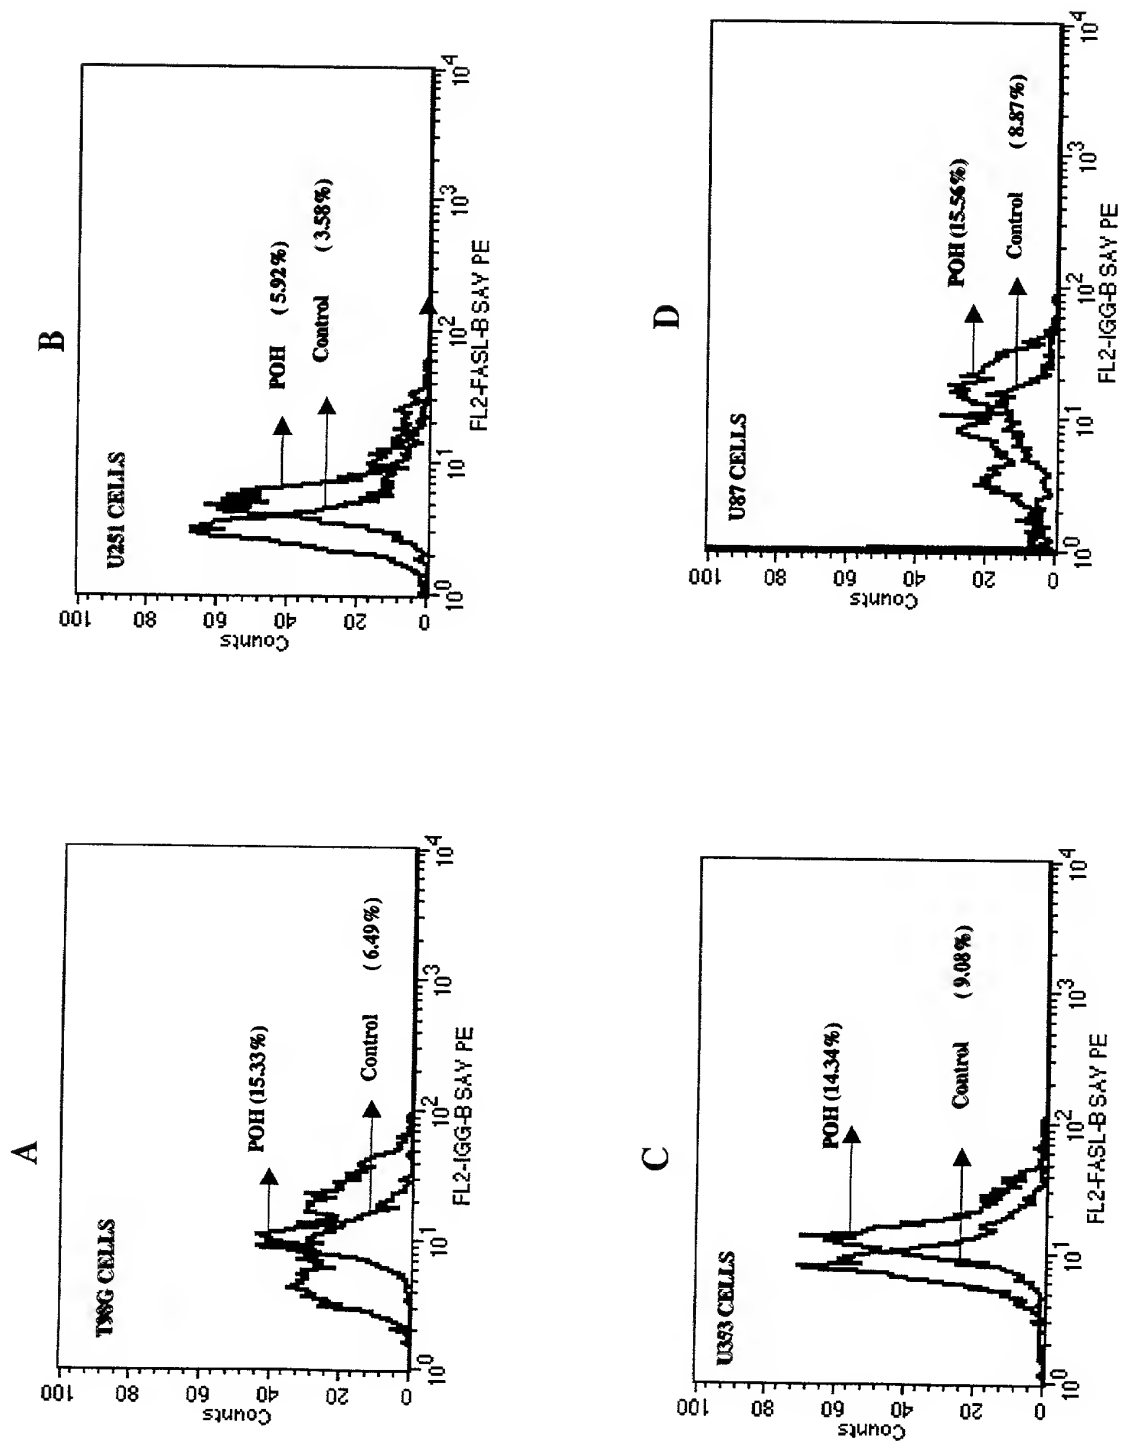 A
T98G CELLS
100
80
60
40
20
0
Counts
POH (15.33%)
Control ( 6.49%)
10^0
10^1
10^2
10^3
10^4
FL2-IGG-B SAV PE
B
U251 CELLS
100
80
60
40
20
0
Counts
POH ( 5.92%)
Control ( 3.58%)
10^0
10^1
10^2
10^3
10^4
FL2-FASL-B SAV PE
C
U353 CELLS
100
80
60
40
20
0
Counts
POH (14.34%)
Control ( 9.08%)
10^0
10^1
10^2
10^3
10^4
FL2-FASL-B SAV PE
D
U87 CELLS
100
80
60
40
20
0
Counts
POH (15.56%)
Control ( 8.87%)
10^0
10^1
10^2
10^3
10^4
FL2-IGG-B SAV PE